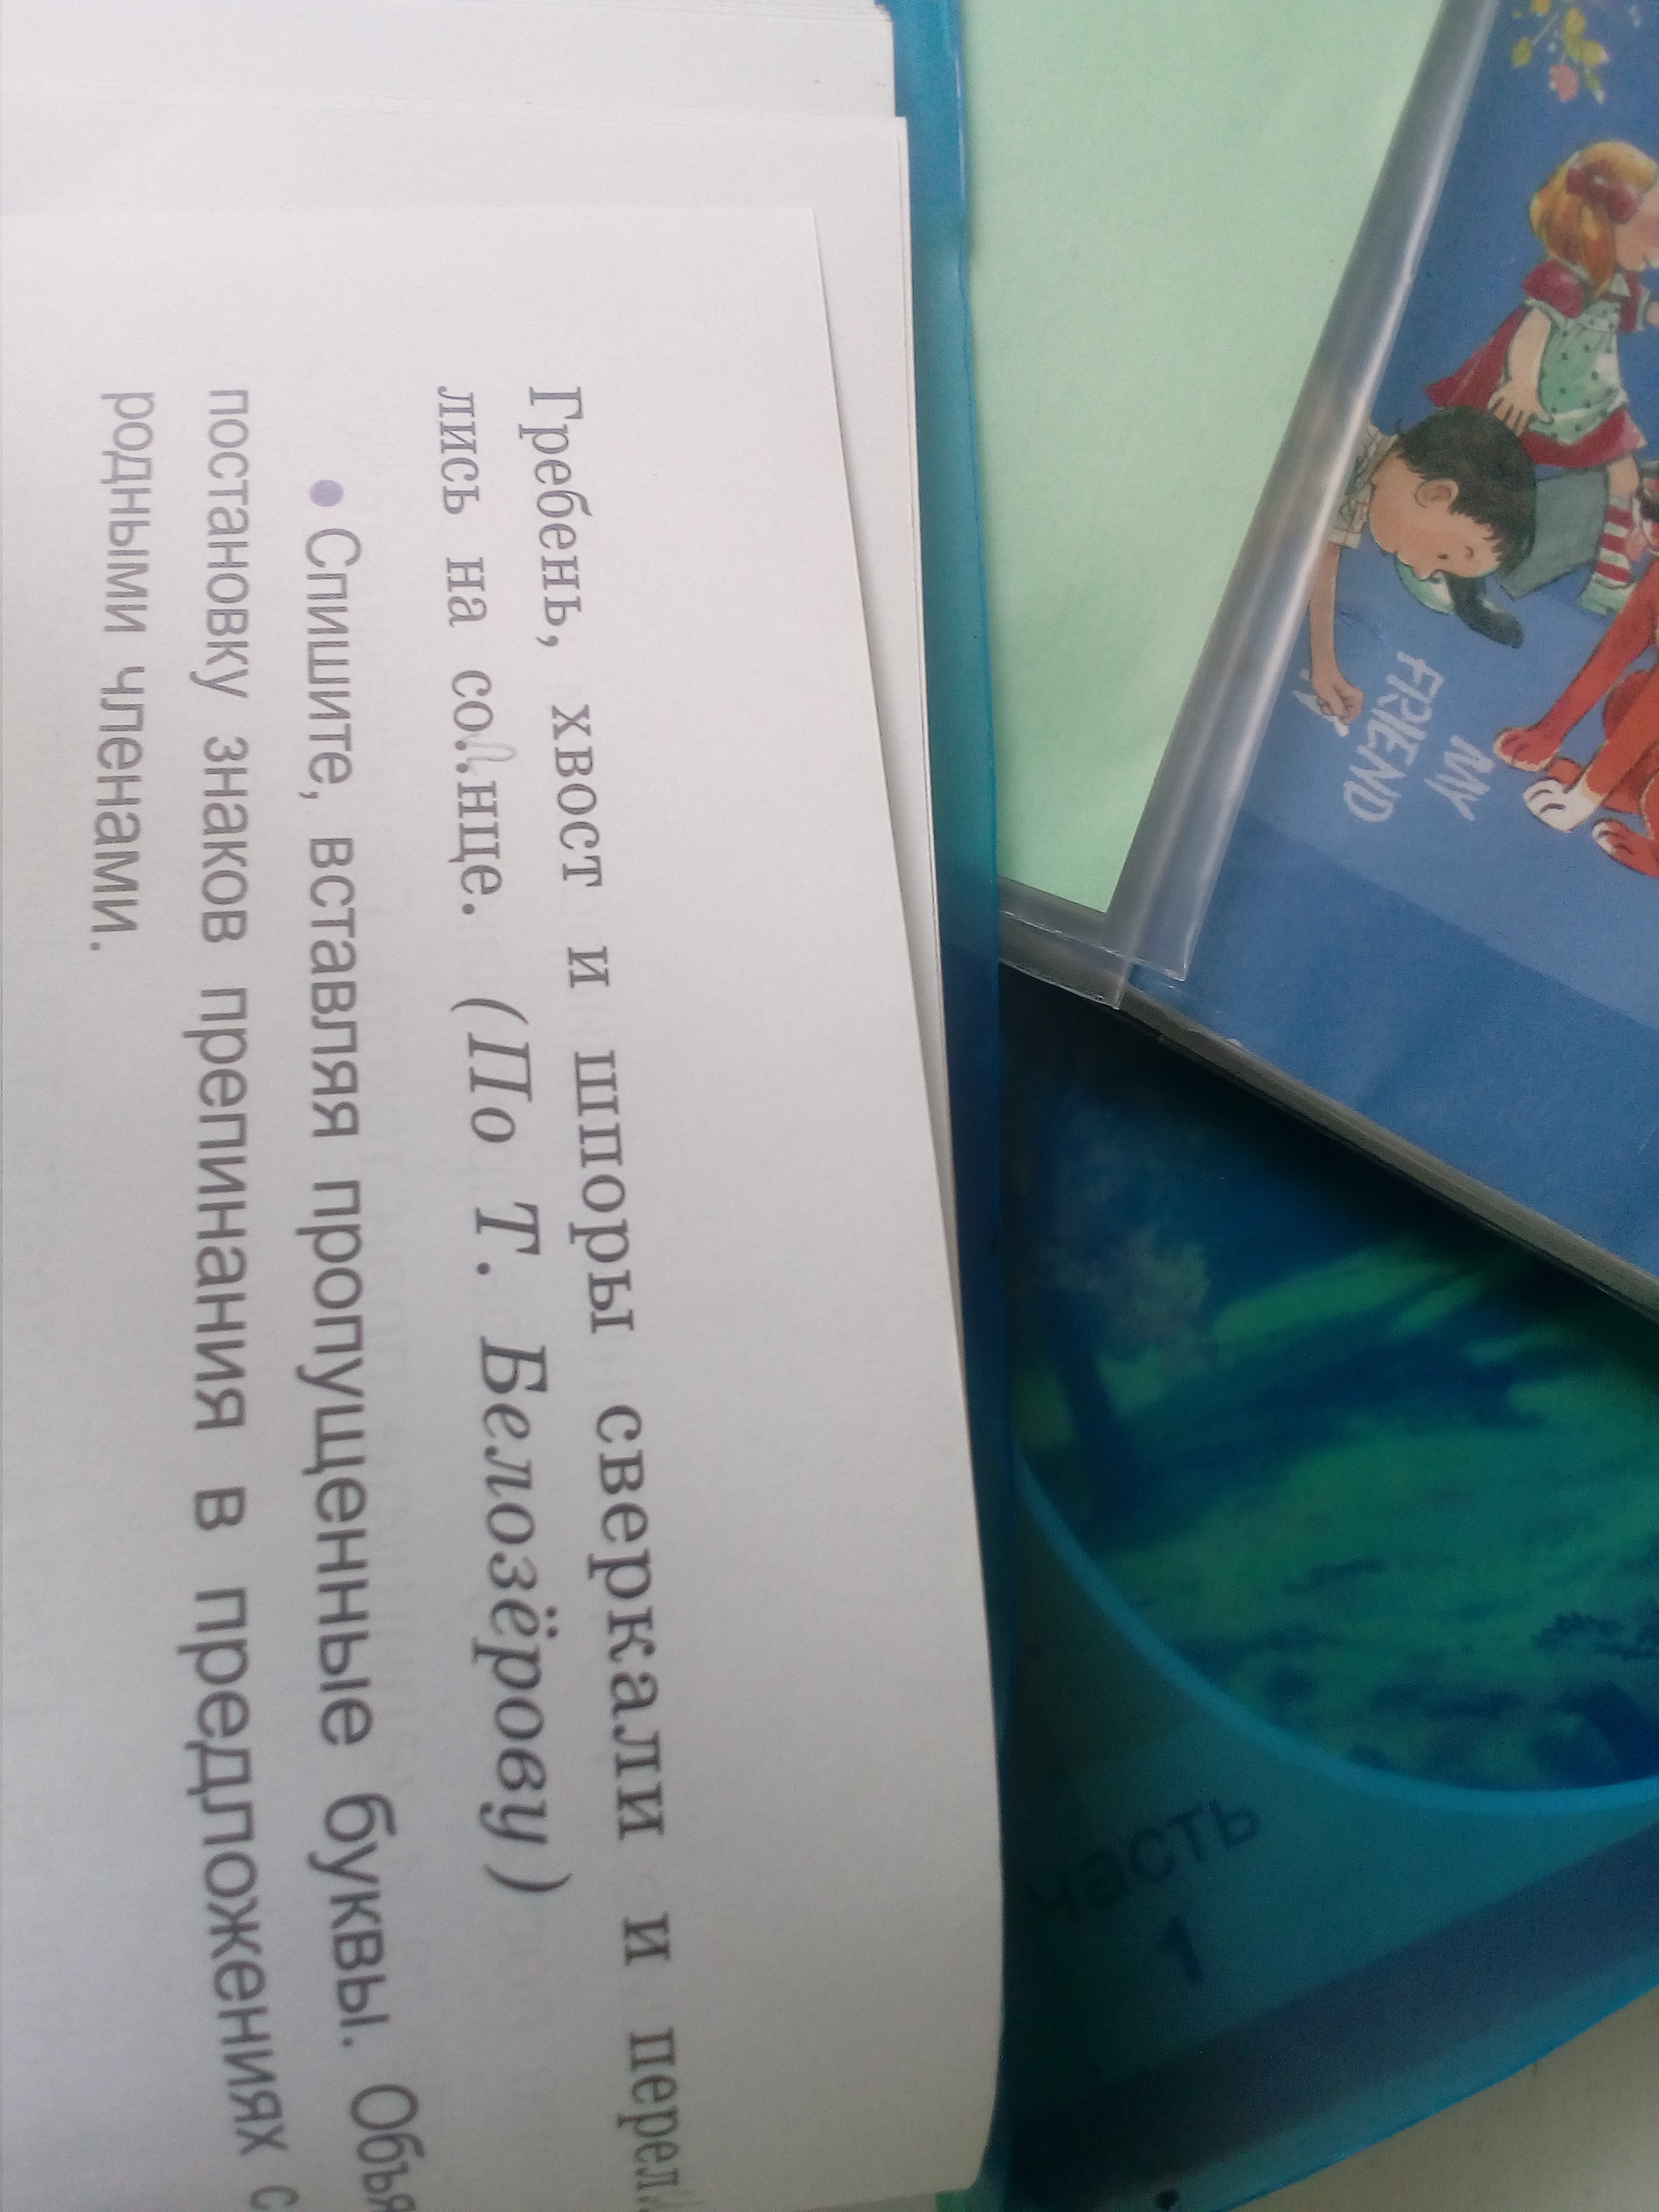 Гребень, хвост и шпоры сверкали и перел
лись на со..нце. (По Т. Белозёрову)
• Спишите, вставляя пропущенные буквы. Объя
постановку знаков препинания в предложениях с
родными членами.
MY
FRIEND
часть
1